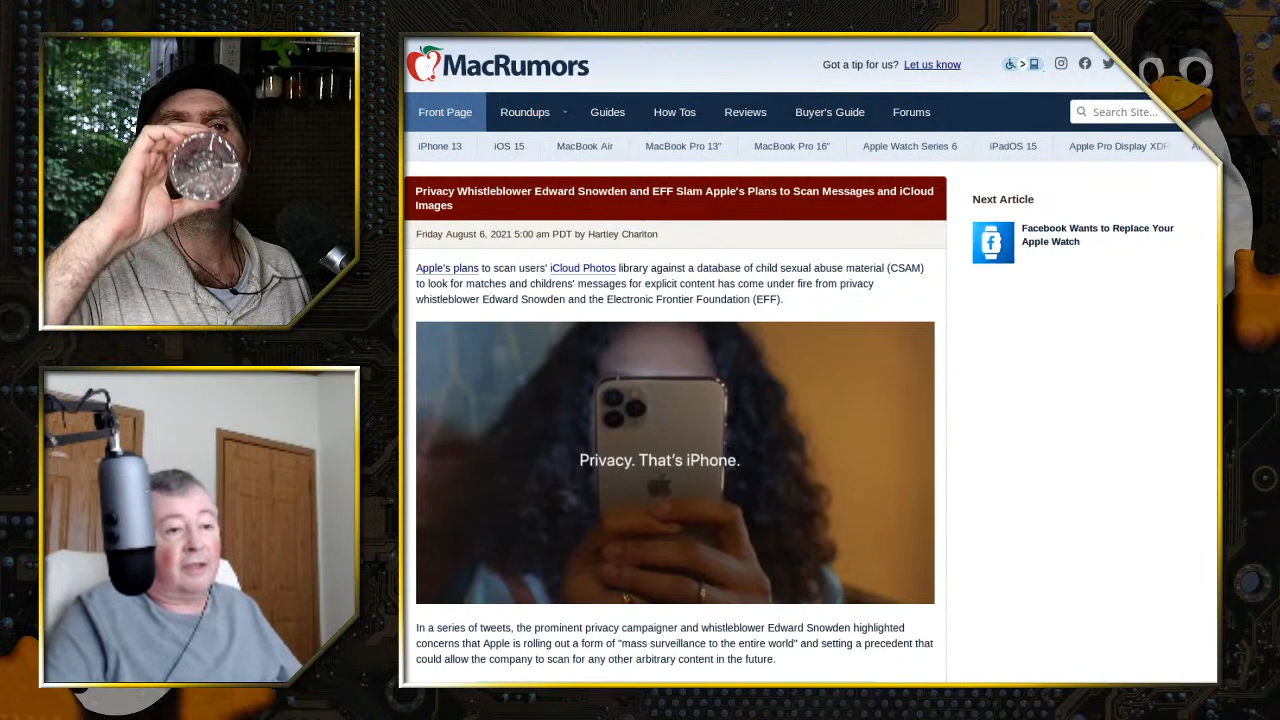 MacRumors
Got a tip for us? Let us know
Front Page Roundups Guides How Tos Reviews Buyer's Guide Forums
Search Site...
iPhone 13 iOS 15 MacBook Air MacBook Pro 13" MacBook Pro 16" Apple Watch Series 6 iPadOS 15 Apple Pro Display XDR
Privacy Whistleblower Edward Snowden and EFF Slam Apple's Plans to Scan Messages and iCloud
Images
Friday August 6, 2021 5:00 am PDT by Hartley Charlton
Apple's plans to scan users' iCloud Photos library against a database of child sexual abuse material (CSAM)
to look for matches and childrens' messages for explicit content has come under fire from privacy
whistleblower Edward Snowden and the Electronic Frontier Foundation (EFF).
Privacy. That's iPhone.
In a series of tweets, the prominent privacy campaigner and whistleblower Edward Snowden highlighted
concerns that Apple is rolling out a form of "mass surveillance to the entire world" and setting a precedent that
could allow the company to scan for any other arbitrary content in the future.
Next Article
Facebook Wants to Replace Your
Apple Watch